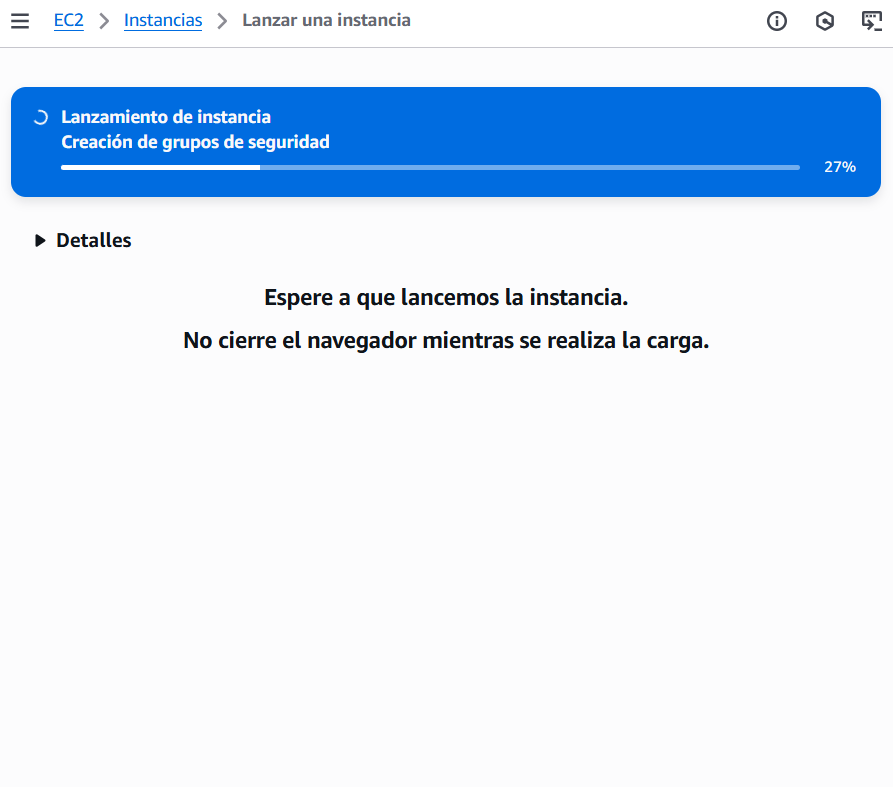 EC2 Instancias Lanzar una instancia
Lanzamiento de instancia
Creación de grupos de seguridad
27%
Detalles
Espere a que lancemos la instancia.
No cierre el navegador mientras se realiza la carga.